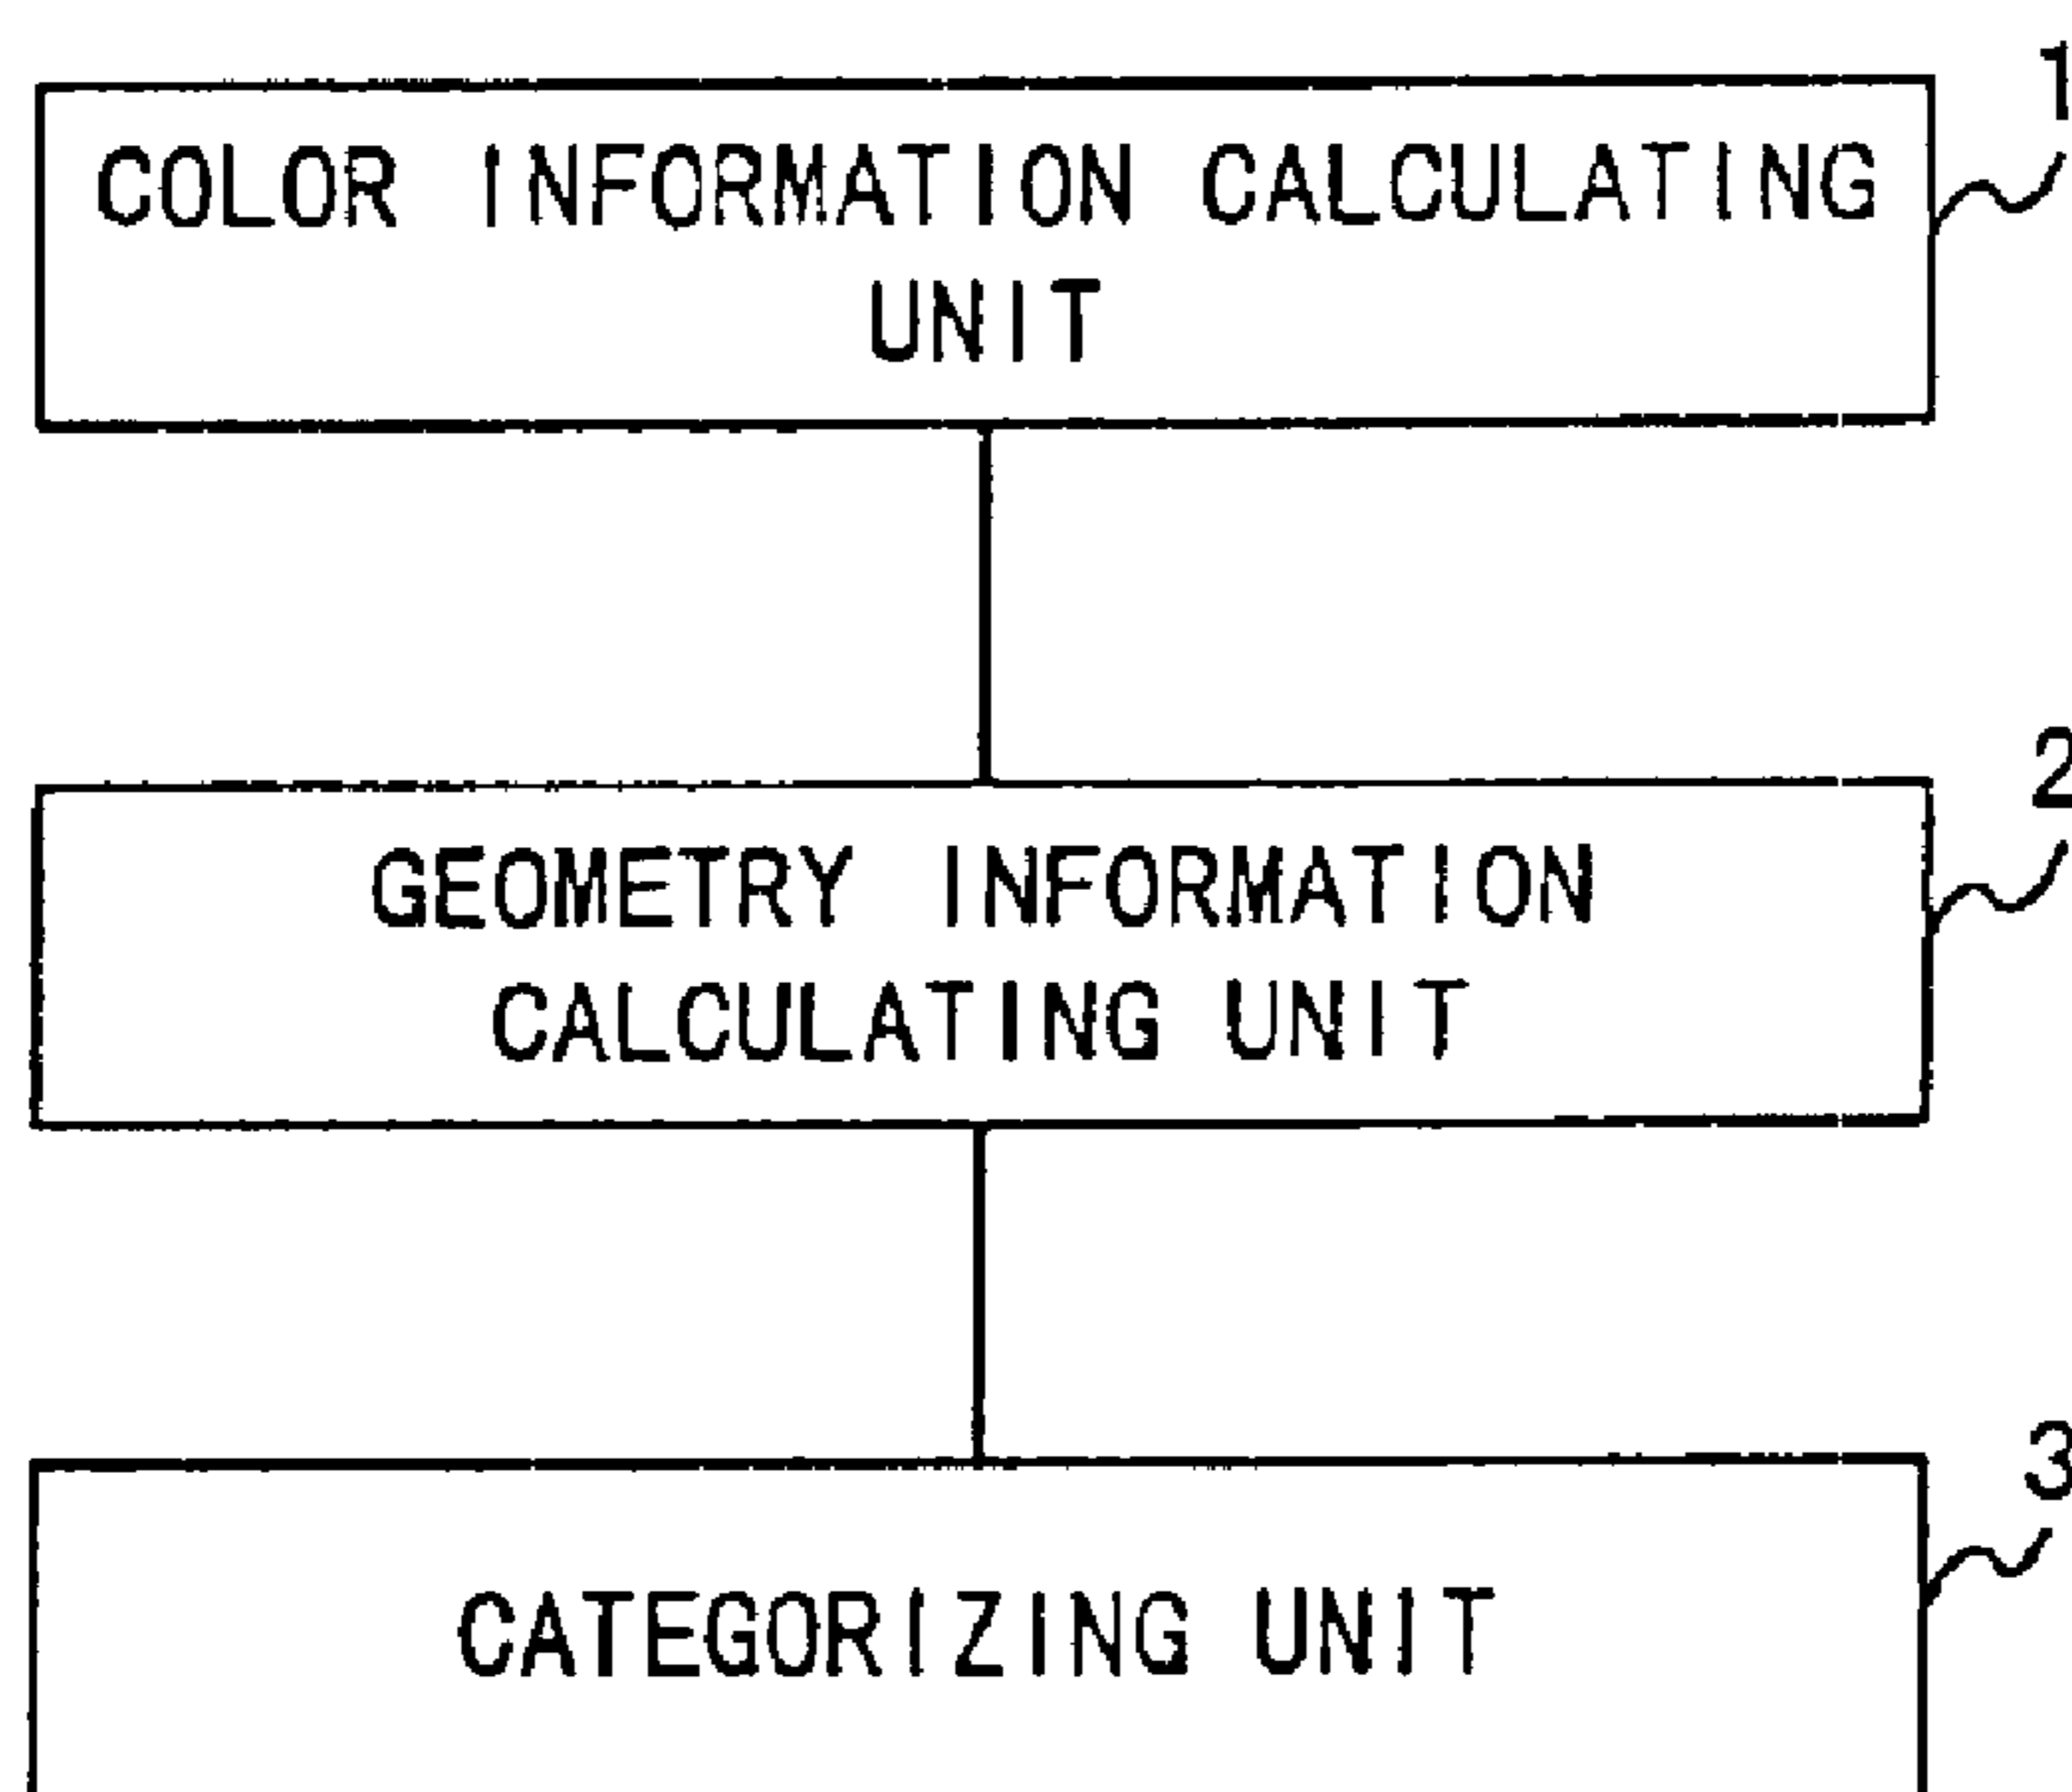 1
COLOR INFORMATION CALCULATING
UNIT
2
GEOMETRY INFORMATION
CALCULATING UNIT
3
CATEGORIZING UNIT